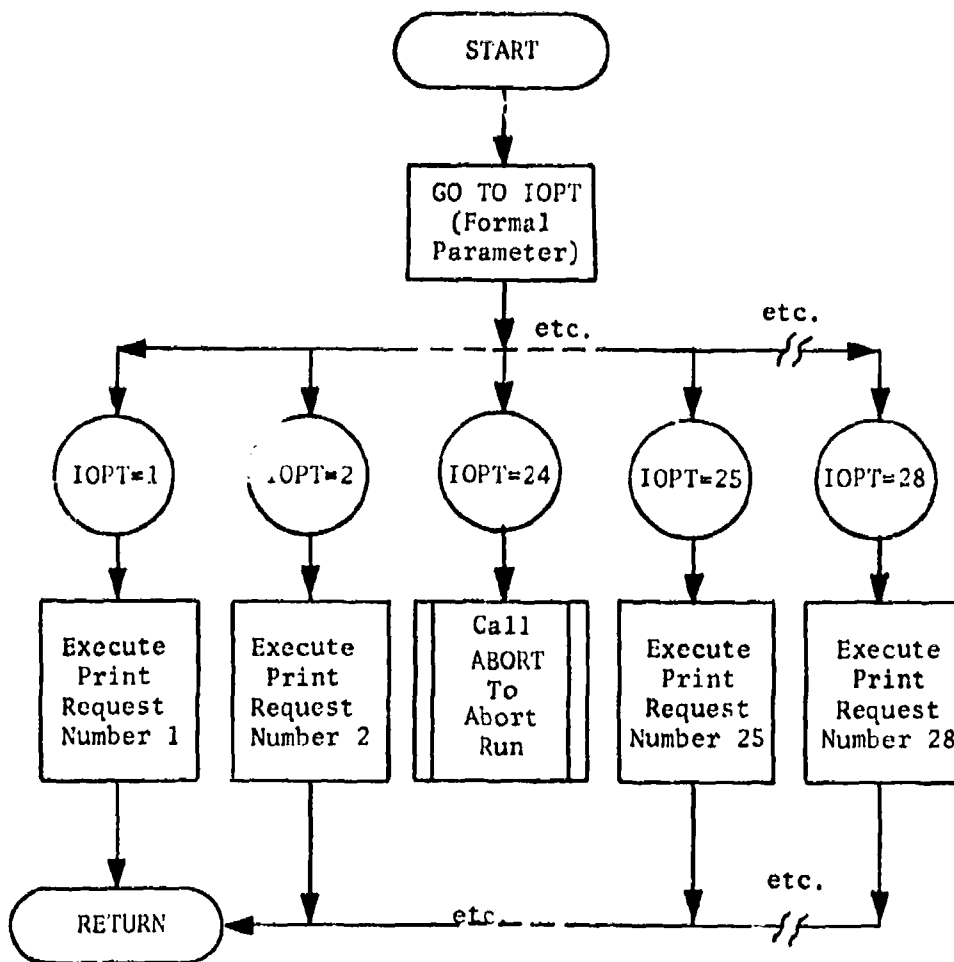 START
GO TO IOPT
(Formal
Parameter)
etc.
etc.
IOPT=1
IOPT=2
IOPT=24
IOPT=25
IOPT=28
Execute
Print
Request
Number 1
Execute
Print
Request
Number 2
Call
ABORT
To
Abort
Run
Execute
Print
Request
Number 25
Execute
Print
Request
Number 28
RETURN
etc.
etc.